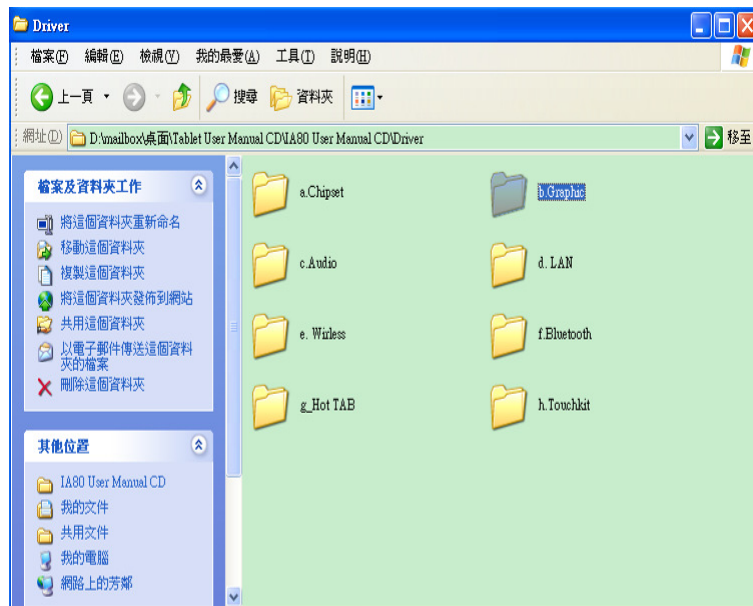 Driver
檔案(F) 編輯(E) 檢視(V) 我的最愛(A) 工具(T) 說明(H)
上一頁 搜尋 資料夾
網址(D) D:\mailbox\桌面\Tablet User Manual CD\IA80 User Manual CD\Driver 移至
檔案及資料夾工作
將這個資料夾重新命名
移動這個資料夾
複製這個資料夾
將這個資料夾發佈到網站
共用這個資料夾
以電子郵件傳送這個資料
夾的檔案
刪除這個資料夾
其他位置
IA80 User Manual CD
我的文件
共用文件
我的電腦
網路上的芳鄰
a.Chipset b.Graphic
c.Audio d. LAN
e. Wirless f.Bluetooth
g_Hot TAB h.Touchkit